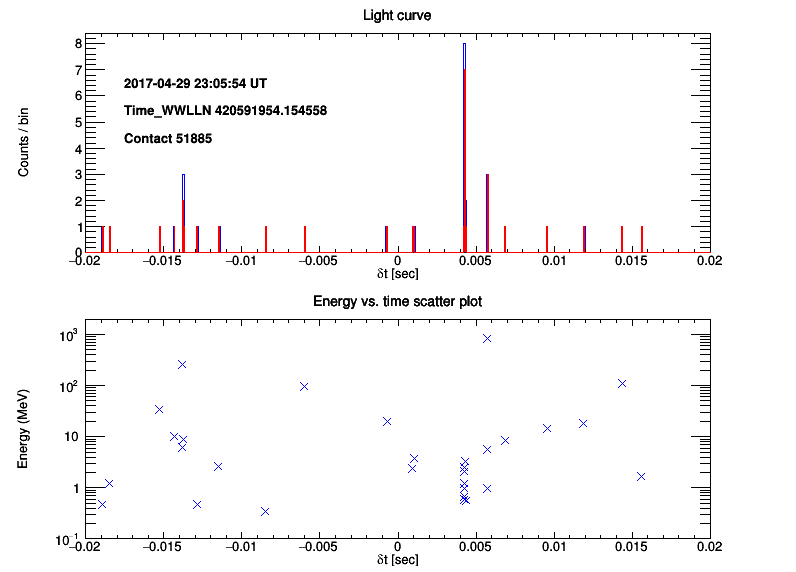 Light curve
Counts / bin
8
7
6
5
4
3
2
1
0
2017-04-29 23:05:54 UT
Time_WWLLN 420591954.154558
Contact 51885
−0.02 −0.015 −0.01 −0.005 0 0.005 0.01 0.015 0.02
δt [sec]
Energy vs. time scatter plot
Energy (MeV)
10³
10²
10
1
10⁻¹
−0.02 −0.015 −0.01 −0.005 0 0.005 0.01 0.015 0.02
δt [sec]